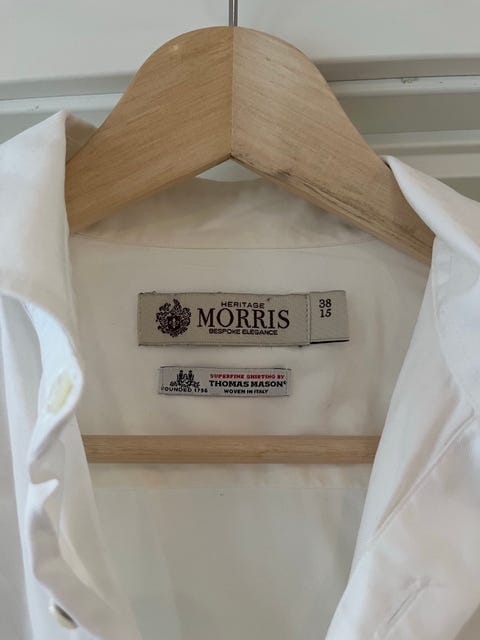 HERITAGE
MORRIS
BESPOKE ELEGANCE
38
15
SUPERFINE SHIRTING BY
THOMAS MASON®
FOUNDED 1796
WOVEN IN ITALY